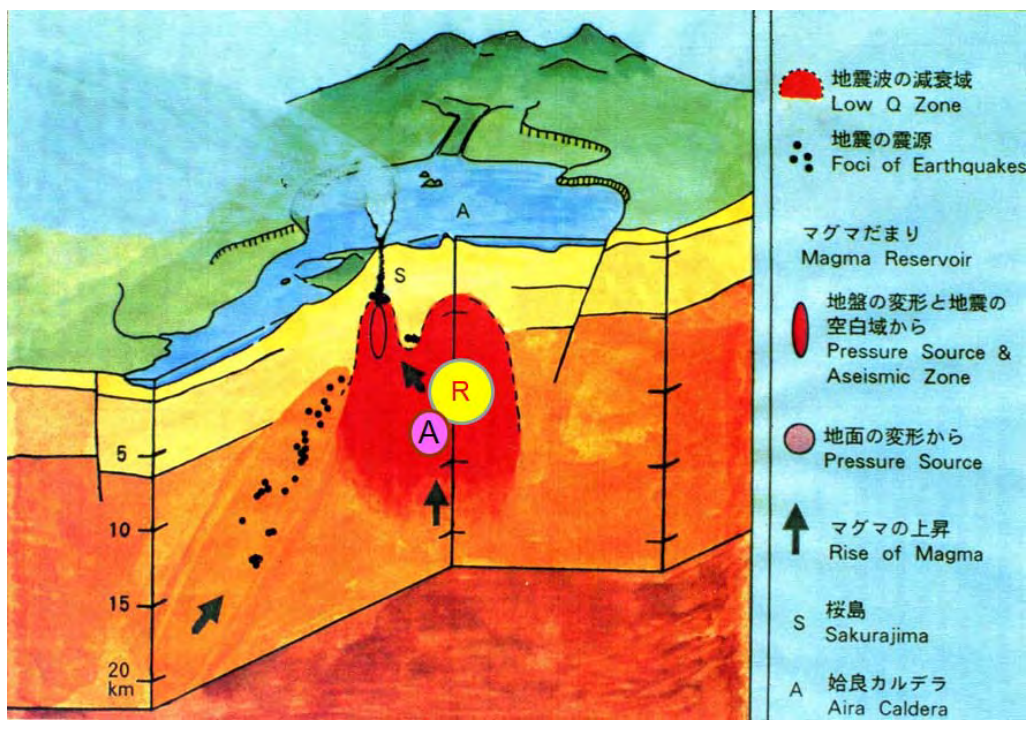 A
S
R
A
5
10
15
20
km
地震波の減衰域
Low Q Zone
地震の震源
Foci of Earthquakes
マグマだまり
Magma Reservoir
地盤の変形と地震の
空白域から
Pressure Source &
Aseismic Zone
地面の変形から
Pressure Source
マグマの上昇
Rise of Magma
S 桜島
Sakurajima
A 姶良カルデラ
Aira Caldera